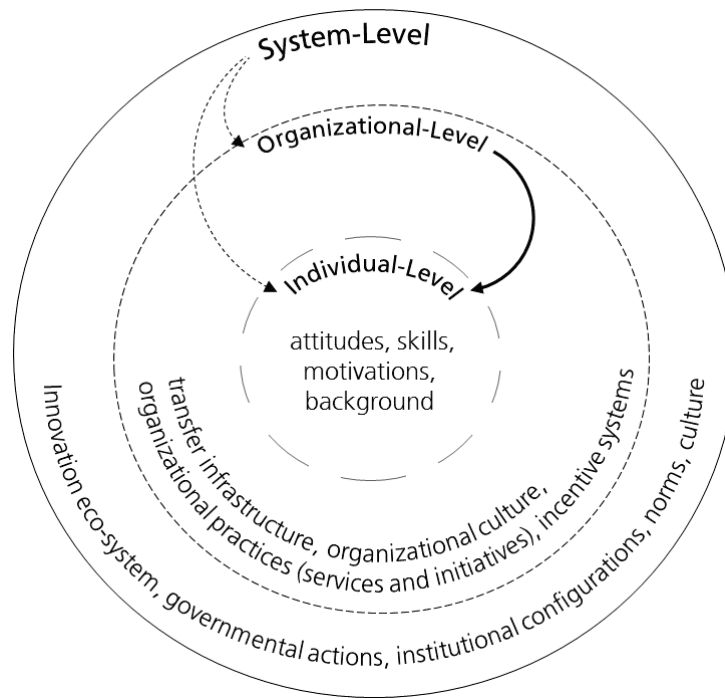 System-Level
Organizational-Level
Individual-Level
attitudes, skills,
motivations,
background
transfer infrastructure, organizational culture,
organizational practices (services and initiatives), incentive systems
Innovation eco-system, governmental actions, institutional configurations, norms, culture